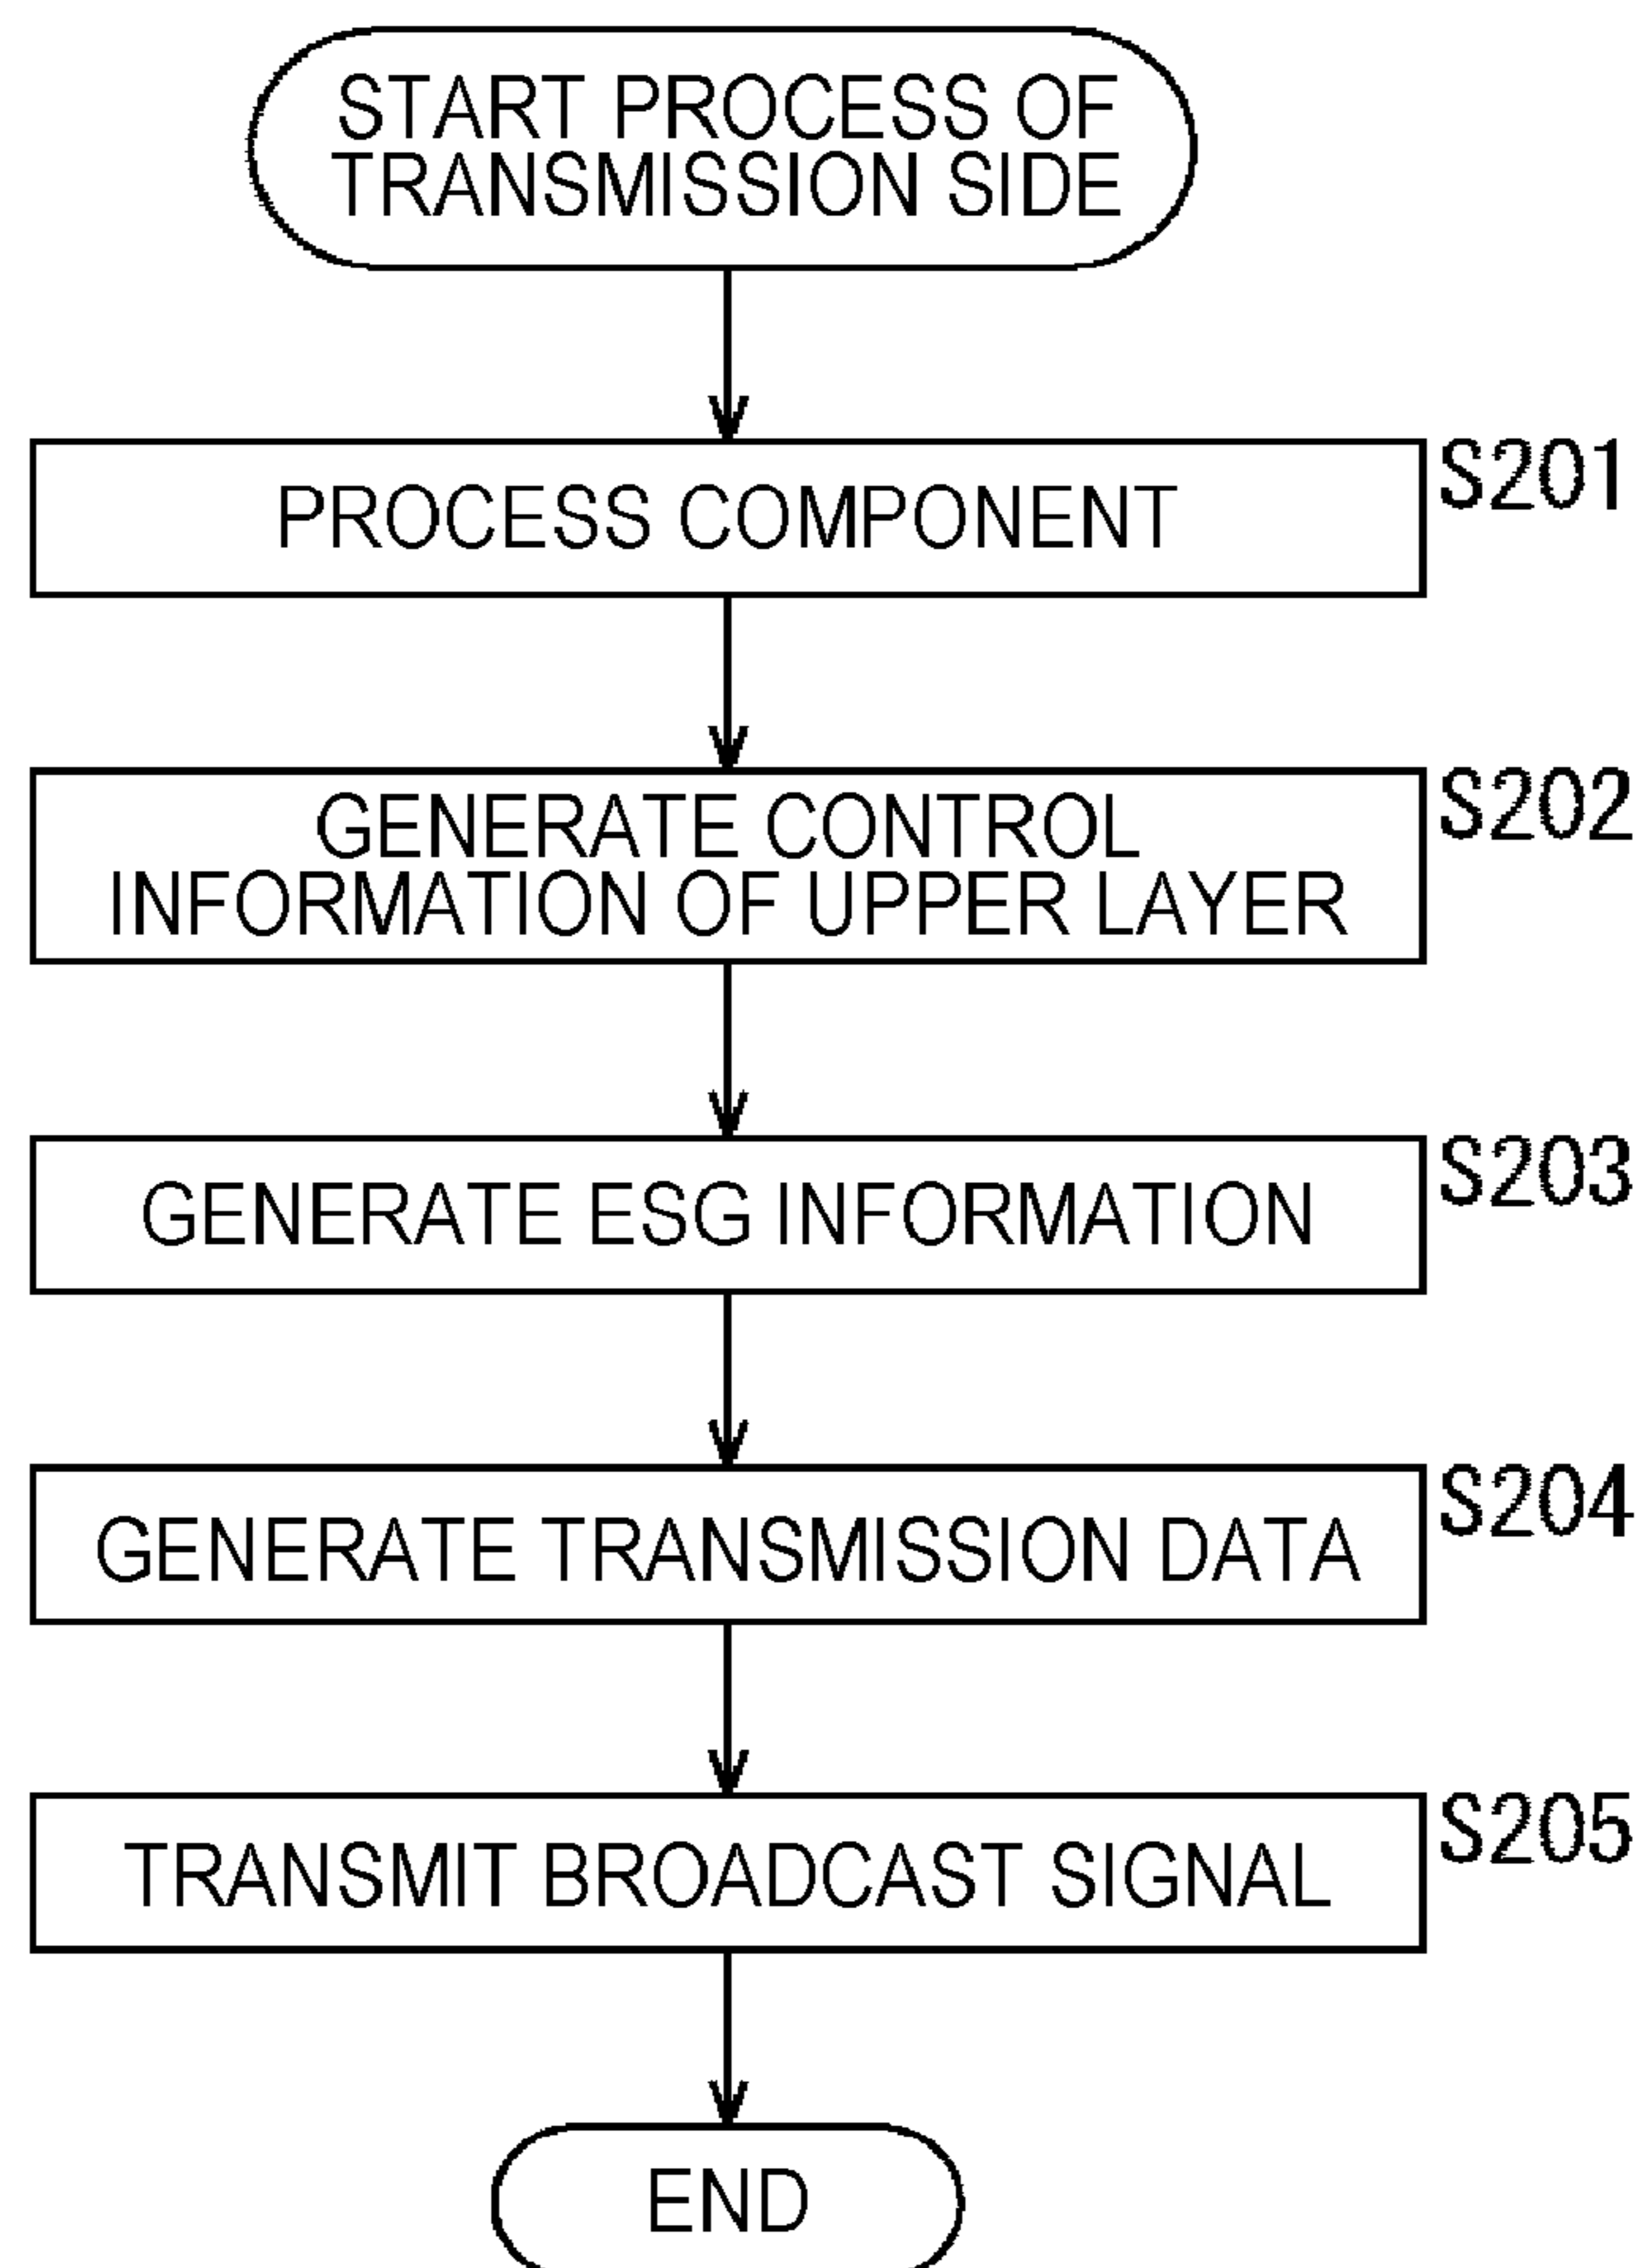 START PROCESS OF
TRANSMISSION SIDE
PROCESS COMPONENT
S201
GENERATE CONTROL
INFORMATION OF UPPER LAYER
S202
GENERATE ESG INFORMATION
S203
GENERATE TRANSMISSION DATA
S204
TRANSMIT BROADCAST SIGNAL
S205
END